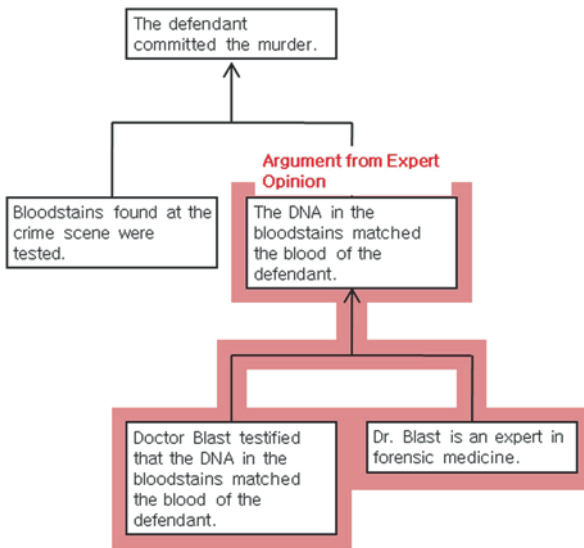 The defendant
committed the murder.
Argument from Expert
Opinion
Bloodstains found at the
crime scene were
tested.
The DNA in the
bloodstains matched
the blood of the
defendant.
Doctor Blast testified
that the DNA in the
bloodstains matched
the blood of the
defendant.
Dr. Blast is an expert in
forensic medicine.